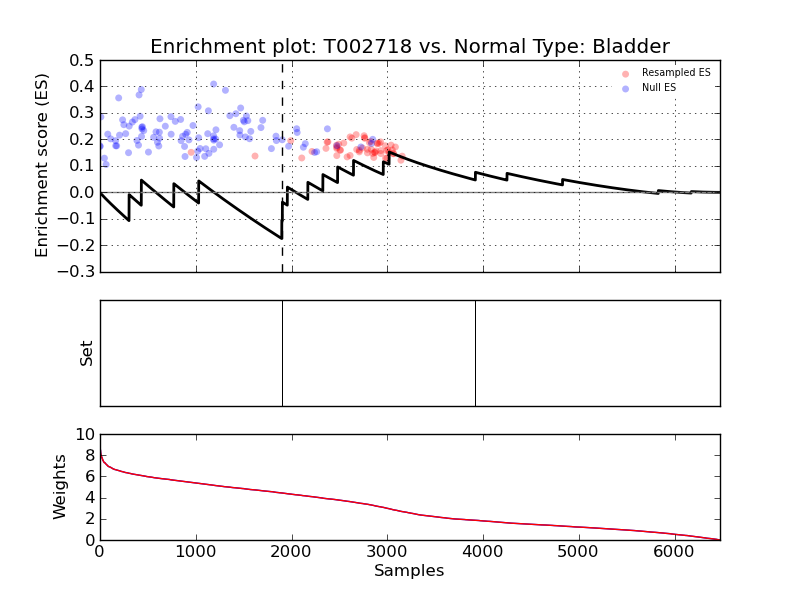 Enrichment plot: T002718 vs. Normal Type: Bladder
Enrichment score (ES)
0.5
0.4
0.3
0.2
0.1
0.0
−0.1
−0.2
−0.3
Resampled ES
Null ES
Set
Weights
10
8
6
4
2
0
0 1000 2000 3000 4000 5000 6000
Samples